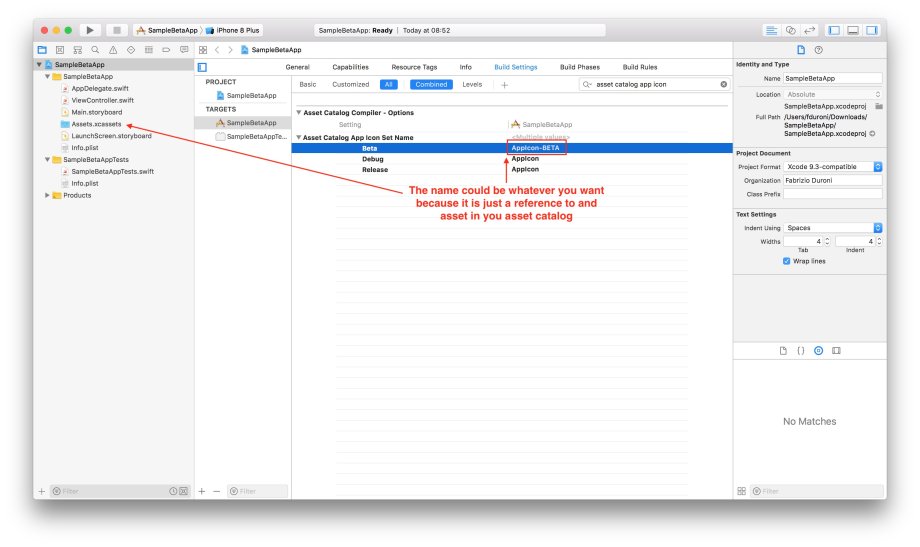 SampleBetaApp
iPhone 8 Plus
SampleBetaApp: Ready | Today at 08:52
SampleBetaApp
SampleBetaApp
SampleBetaApp
AppDelegate.swift
ViewController.swift
Main.storyboard
Assets.xcassets
LaunchScreen.storyboard
Info.plist
SampleBetaAppTests
SampleBetaAppTests.swift
Info.plist
Products
Filter
PROJECT
SampleBetaApp
TARGETS
SampleBetaApp
SampleBetaAppTe...
Filter
General Capabilities Resource Tags Info Build Settings Build Phases Build Rules
Basic Customized All Combined Levels + asset catalog app icon
Asset Catalog Compiler - Options
Setting SampleBetaApp
Asset Catalog App Icon Set Name <Multiple values>
Beta AppIcon-BETA
Debug AppIcon
Release AppIcon
The name could be whatever you want
because it is just a reference to and
asset in you asset catalog
Identity and Type
Name SampleBetaApp
Location Absolute
SampleBetaApp.xcodeproj
Full Path /Users/fduroni/Downloads/
SampleBetaApp/
SampleBetaApp.xcodeproj
Project Document
Project Format Xcode 9.3-compatible
Organization Fabrizio Duroni
Class Prefix
Text Settings
Indent Using Spaces
Widths 4 4
Tab Indent
Wrap lines
No Matches
Filter